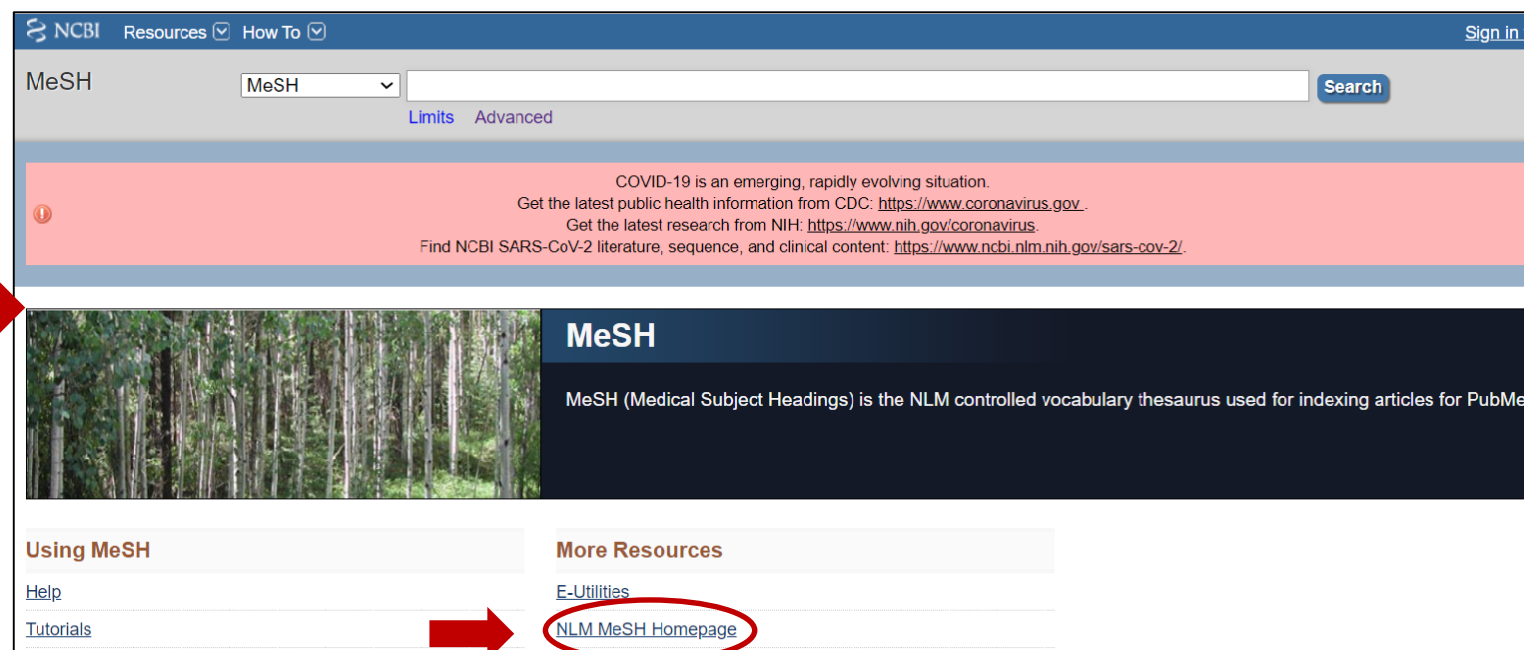 NCBI Resources How To Sign in
MeSH MeSH Search
Limits Advanced
COVID-19 is an emerging, rapidly evolving situation.
Get the latest public health information from CDC: https://www.coronavirus.gov .
Get the latest research from NIH: https://www.nih.gov/coronavirus.
Find NCBI SARS-CoV-2 literature, sequence, and clinical content: https://www.ncbi.nlm.nih.gov/sars-cov-2/.
MeSH
MeSH (Medical Subject Headings) is the NLM controlled vocabulary thesaurus used for indexing articles for PubMe
Using MeSH
Help
Tutorials
More Resources
E-Utilities
NLM MeSH Homepage